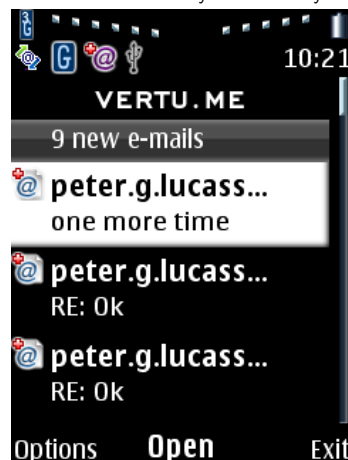 3G
G
10:21
VERTU.ME
9 new e-mails
peter.g.lucass...
one more time
peter.g.lucass...
RE: Ok
peter.g.lucass...
RE: Ok
Options Open Exit